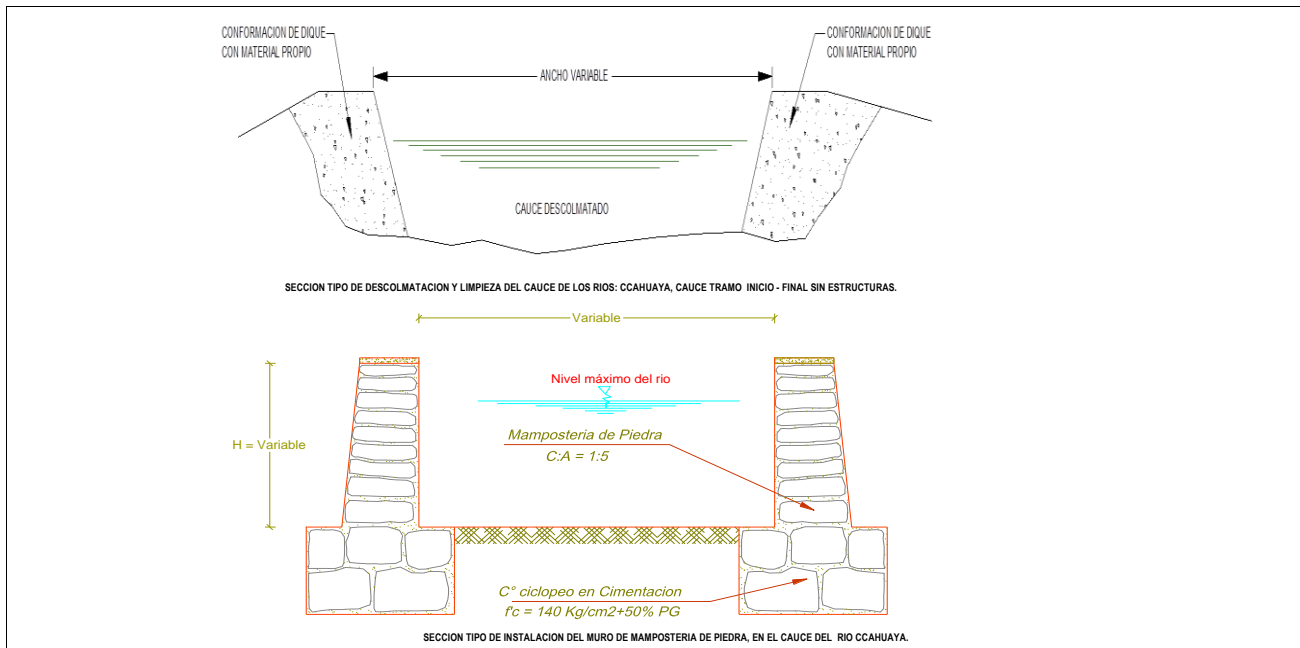 CONFORMACION DE DIQUE
CON MATERIAL PROPIO
CONFORMACION DE DIQUE
CON MATERIAL PROPIO
ANCHO VARIABLE
CAUCE DESCOLMATADO
SECCION TIPO DE DESCOLMATACION Y LIMPIEZA DEL CAUCE DE LOS RIOS: CCAHUAYA, CAUCE TRAMO INICIO - FINAL SIN ESTRUCTURAS.
Variable
Nivel máximo del rio
H = Variable
Mamposteria de Piedra
C:A = 1:5
C° ciclopeo en Cimentacion
f'c = 140 Kg/cm2+50% PG
SECCION TIPO DE INSTALACION DEL MURO DE MAMPOSTERIA DE PIEDRA, EN EL CAUCE DEL RIO CCAHUAYA.